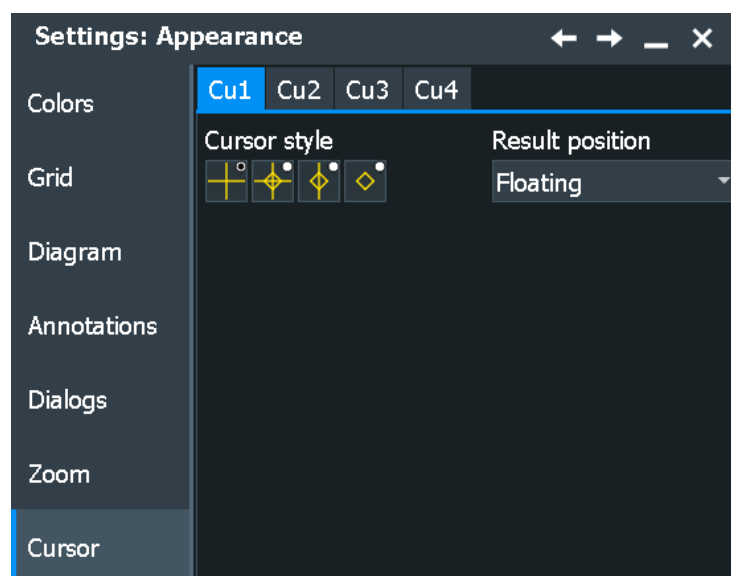 Settings: Appearance
Colors
Grid
Diagram
Annotations
Dialogs
Zoom
Cursor
Cu1 Cu2 Cu3 Cu4
Cursor style
Result position
Floating